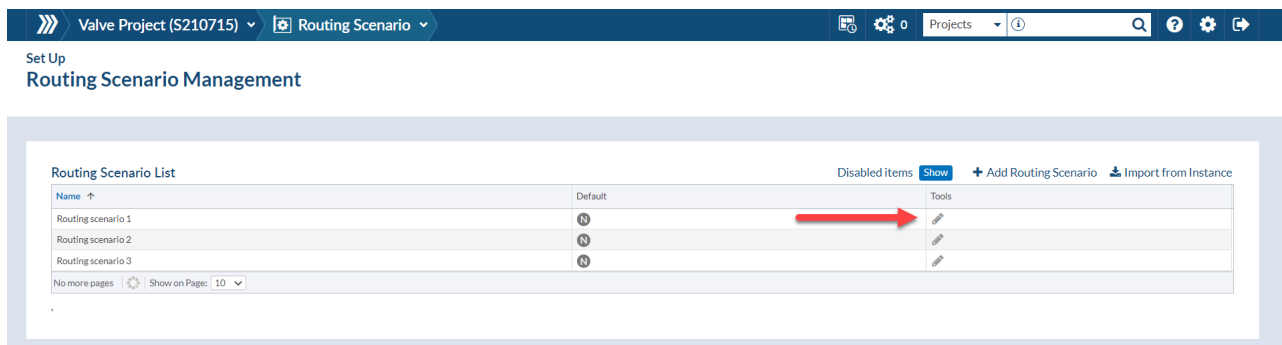 Valve Project (S210715) Routing Scenario 0 Projects
Set Up
Routing Scenario Management
Routing Scenario List Disabled items Show + Add Routing Scenario Import from Instance
Name ↑ Default Tools
Routing scenario 1 N
Routing scenario 2 N
Routing scenario 3 N
No more pages Show on Page: 10